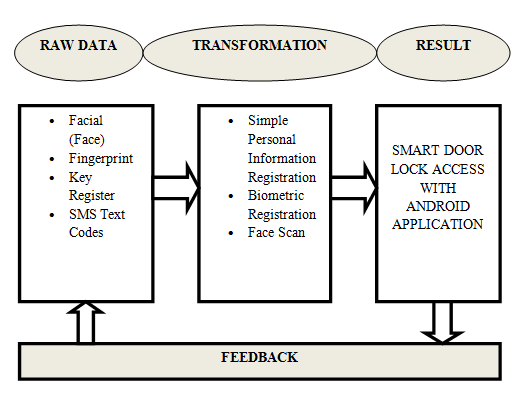 RAW DATA
TRANSFORMATION
RESULT
• Facial
(Face)
• Fingerprint
• Key
Register
• SMS Text
Codes
• Simple
Personal
Information
Registration
• Biometric
Registration
• Face Scan
SMART DOOR
LOCK ACCESS
WITH
ANDROID
APPLICATION
FEEDBACK